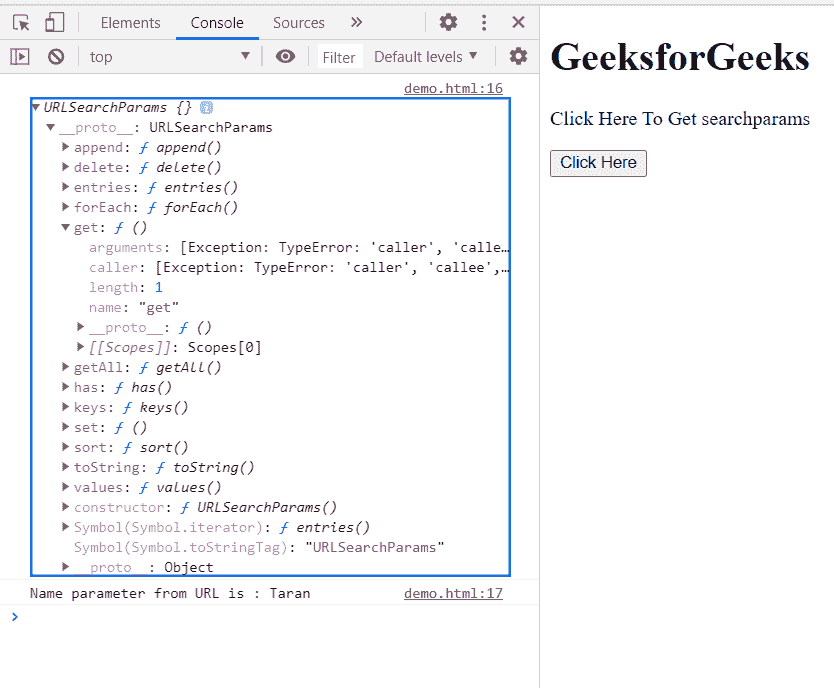 Elements Console Sources »
top Filter Default levels
demo.html:16
URLSearchParams {}
__proto__: URLSearchParams
append: ƒ append()
delete: ƒ delete()
entries: ƒ entries()
forEach: ƒ forEach()
get: ƒ ()
arguments: [Exception: TypeError: 'caller', 'calle…
caller: [Exception: TypeError: 'caller', 'callee',…
length: 1
name: "get"
__proto__: ƒ ()
[[Scopes]]: Scopes[0]
getAll: ƒ getAll()
has: ƒ has()
keys: ƒ keys()
set: ƒ ()
sort: ƒ sort()
toString: ƒ toString()
values: ƒ values()
constructor: ƒ URLSearchParams()
Symbol(Symbol.iterator): ƒ entries()
Symbol(Symbol.toStringTag): "URLSearchParams"
__proto__: Object
Name parameter from URL is : Taran demo.html:17
GeeksforGeeks
Click Here To Get searchparams
Click Here